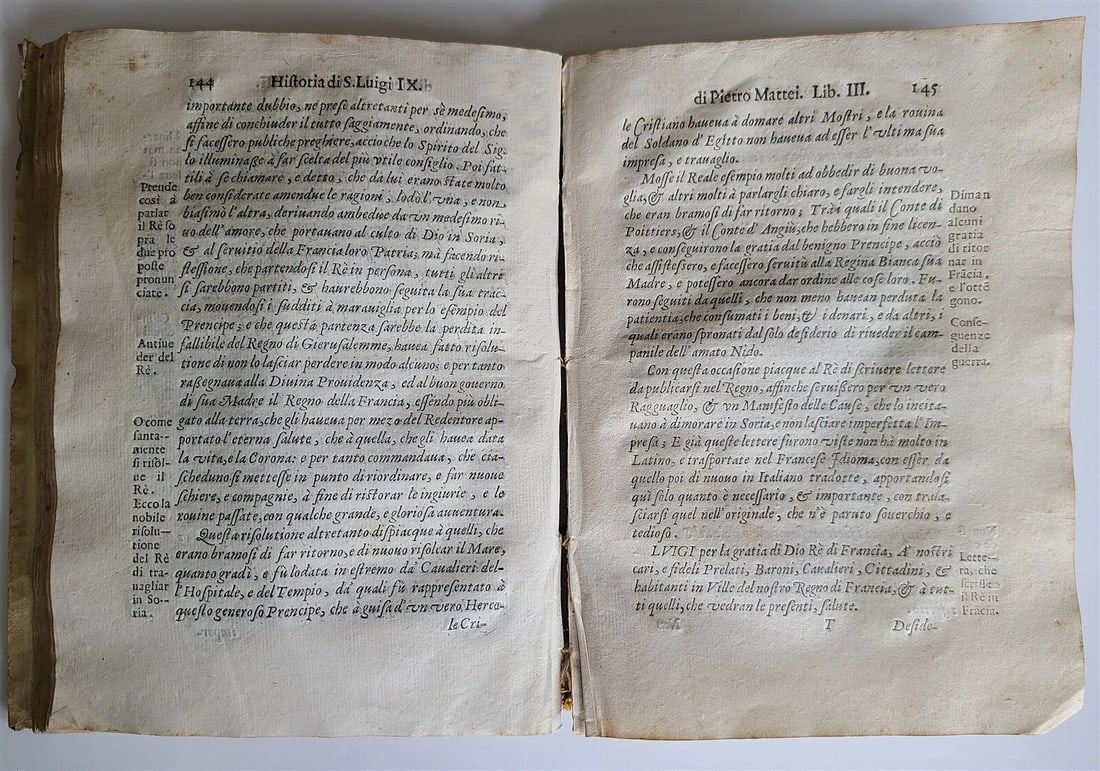 144 Historia di S. Luigi IX.
importante dubbio, ne prese altretanti per sè medesimo,
affine di conchiuder il tutto saggiamente, ordinando, che
si facessero publiche preghiere, acciò che lo Spirito del Sig.
lo illuminasse à far scelta del più vtile consiglio. Poi fat-
tili à sè chiamare, e detto, che da lui erano state molto
ben considerate amendue le ragioni, lodò l'vna, e non
biasimò l'altra, deriuando ambedue da vn medesimo ri-
uo dell'amore, che portauano al culto di Dio in Soria,
& al seruitio della Francia loro Patria; mà facendo ri-
flessione, che partendosi il Rè in persona, tutti gli altri
si sarebbono partiti, & haurebbono seguita la sua trac-
cia, mouendosi i sudditi à marauiglia per lo esempio del
Prencipe; e che questa partenza sarebbe la perdita in-
fallibile del Regno di Gierusalemme, hauea fatto risolu-
tione di non lo lasciar perdere in modo alcuno; e per tanto
rassegnaua alla Diuina Prouidenza, ed al buon gouerno
di sua Madre il Regno della Francia, essendo più obli-
gato alla terra, che gli haueua per mezo del Redentore ap-
portato l'eterna salute, che à quella, che gli hauea data
la vita, e la Corona: e per tanto commandaua, che cia-
scheduno si mettesse in punto di riordinare, e far nuoue
schiere, e compagnie, à fine di ristorar le ingiurie, e le
rouine passate, con qualche grande, e gloriosa auuentura.
Questa risolutione altretanto dispiacque à quelli, che
erano bramosi di far ritorno, e di nuouo risolcar il Mare,
quanto gradì, e fù lodata in estremo da' Caualieri del-
l'Hospitale, e del Tempio, da' quali fù rappresentato à
questo generoso Prencipe, che à guisa d'vn vero Herco-
le Cri-
Prende
così à
parlar
il Rè so
pra le
due pro
poste
pronun
ciate.
Antiue
der del
Rè.
O come
santa--
mente
si risol-
ue il
Rè.
Ecco la
nobile
risolu--
tione
del Rè
di tra-
uagliar
in So--
ria.
di Pietro Mattei. Lib. III. 145
le Cristiano haueua à domare altri Mostri, e la rouina
del Soldano d'Egitto non haueua ad esser l'vltima sua
impresa, e trauaglio.
Mosse il Reale esempio molti ad obbedir di buona vo-
glia, & altri molti à parlargli chiaro, e fargli intendere,
che eran bramosi di far ritorno; Trà i quali il Conte di
Poittiers, & il Conte d'Angiù, che hebbero in fine licen-
za, e conseguirono la gratia dal benigno Prencipe, acciò
che assistessero, e facessero seruitù alla Regina Bianca sua
Madre, e potessero ancora dar ordine alle cose loro. Fu-
rono seguiti da quelli, che non meno hauean perduta la
patientia, che consumati i beni, & i denari, e da altri, i
quali erano spronati dal solo desiderio di riueder il cam-
panile dell'amato Nido.
Con questa occasione piacque al Rè di scriuere lettere
da publicarsi nel Regno, affinche seruissero per vn vero
Ragguaglio, & vn Manifesto delle Cause, che lo incita-
uano à dimorare in Soria, e non lasciare imperfetta l'Im-
presa; E già queste lettere furono viste non hà molto in
Latino, e trasportate nel Francese Idioma, con esser da
quello poi di nuouo in Italiano tradotte, apportandosi
quì solo quanto è necessario, & importante, con trala-
sciarsi quel nell'originale, che n'è paruto souerchio, e
tedioso.
LVIGI per la gratia di Dio Rè di Francia, A' nostri
cari, e fideli Prelati, Baroni, Caualieri, Cittadini, &
habitanti in Ville del nostro Regno di Francia, & à tut-
ti quelli, che vedran le presenti, salute.
T Deside-
Diman
dano
alcuni
gratia
di ritor
nar in
Frãcia,
e l'ottẽ
gono.
Conse-
guenze
della
guerra.
Lette-
ra, che
scriße
il Rè in
Frãcia.